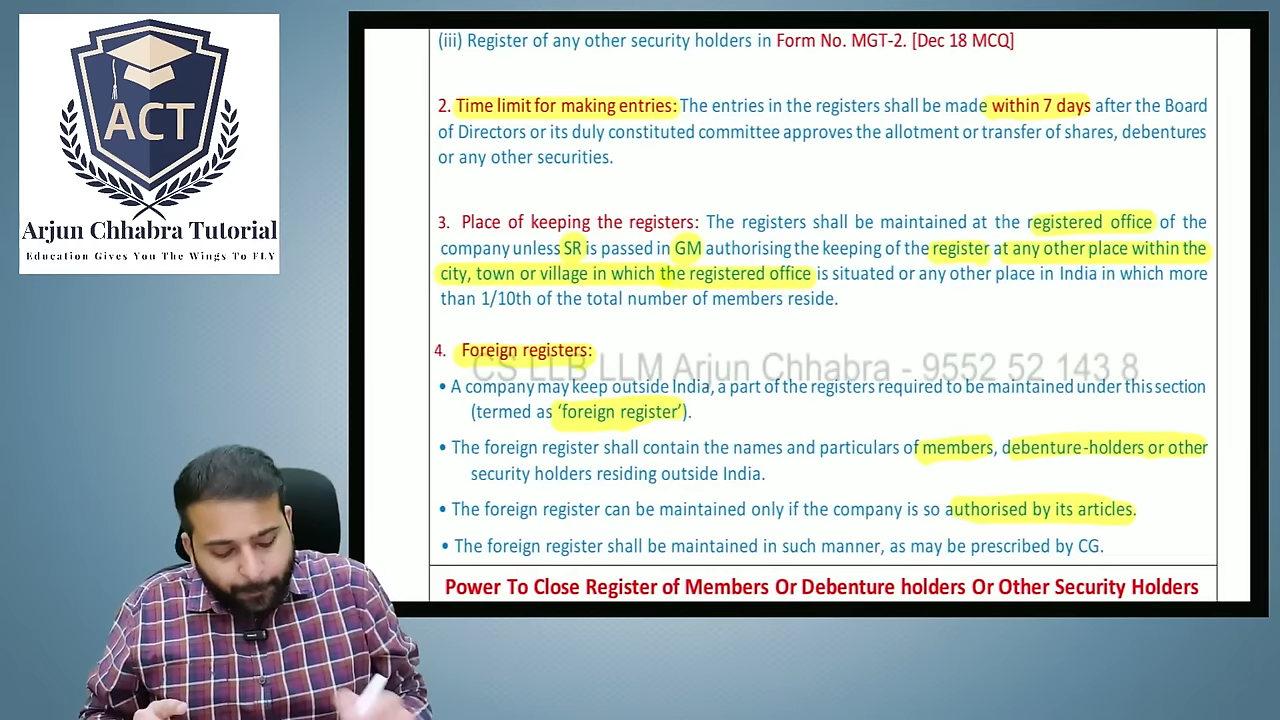 ACT
Arjun Chhabra Tutorial
Education Gives You The Wings To FLY
(iii) Register of any other security holders in Form No. MGT-2. [Dec 18 MCQ]
2. Time limit for making entries: The entries in the registers shall be made within 7 days after the Board
of Directors or its duly constituted committee approves the allotment or transfer of shares, debentures
or any other securities.
3. Place of keeping the registers: The registers shall be maintained at the registered office of the
company unless SR is passed in GM authorising the keeping of the register at any other place within the
city, town or village in which the registered office is situated or any other place in India in which more
than 1/10th of the total number of members reside.
4. Foreign registers:
CS LLB LLM Arjun Chhabra - 9552 52 143 8
• A company may keep outside India, a part of the registers required to be maintained under this section
(termed as ‘foreign register’).
• The foreign register shall contain the names and particulars of members, debenture-holders or other
security holders residing outside India.
• The foreign register can be maintained only if the company is so authorised by its articles.
• The foreign register shall be maintained in such manner, as may be prescribed by CG.
Power To Close Register of Members Or Debenture holders Or Other Security Holders